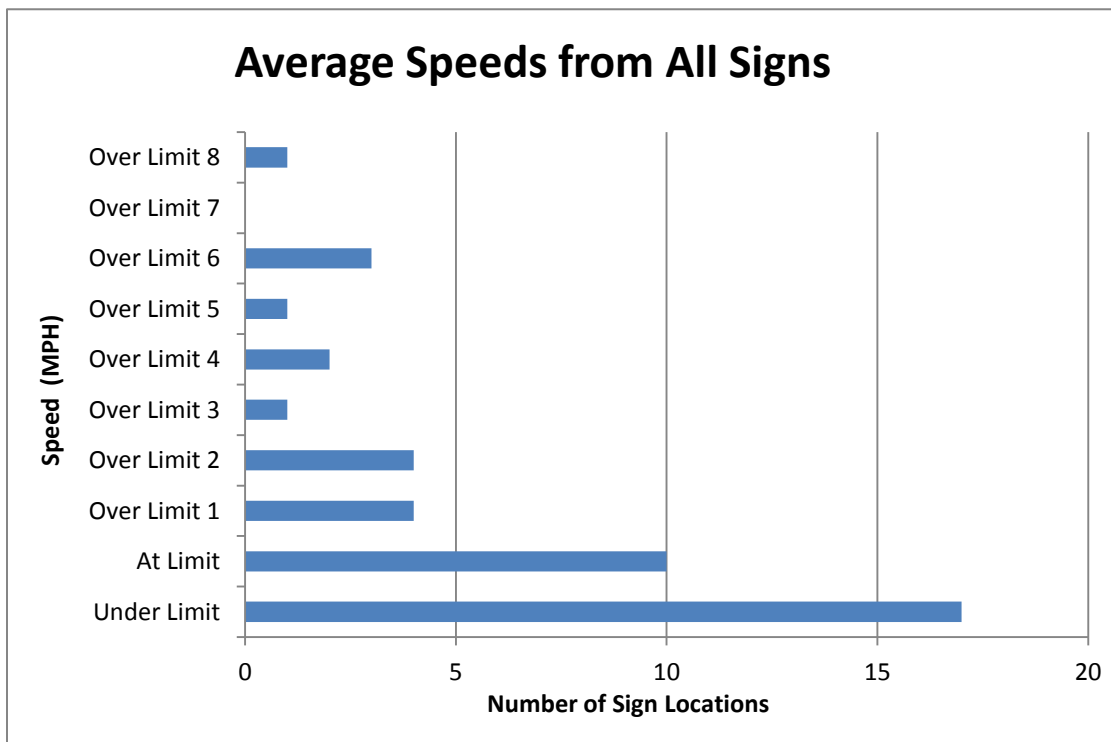 Average Speeds from All Signs
Speed (MPH)
Over Limit 8
Over Limit 7
Over Limit 6
Over Limit 5
Over Limit 4
Over Limit 3
Over Limit 2
Over Limit 1
At Limit
Under Limit
0 5 10 15 20
Number of Sign Locations